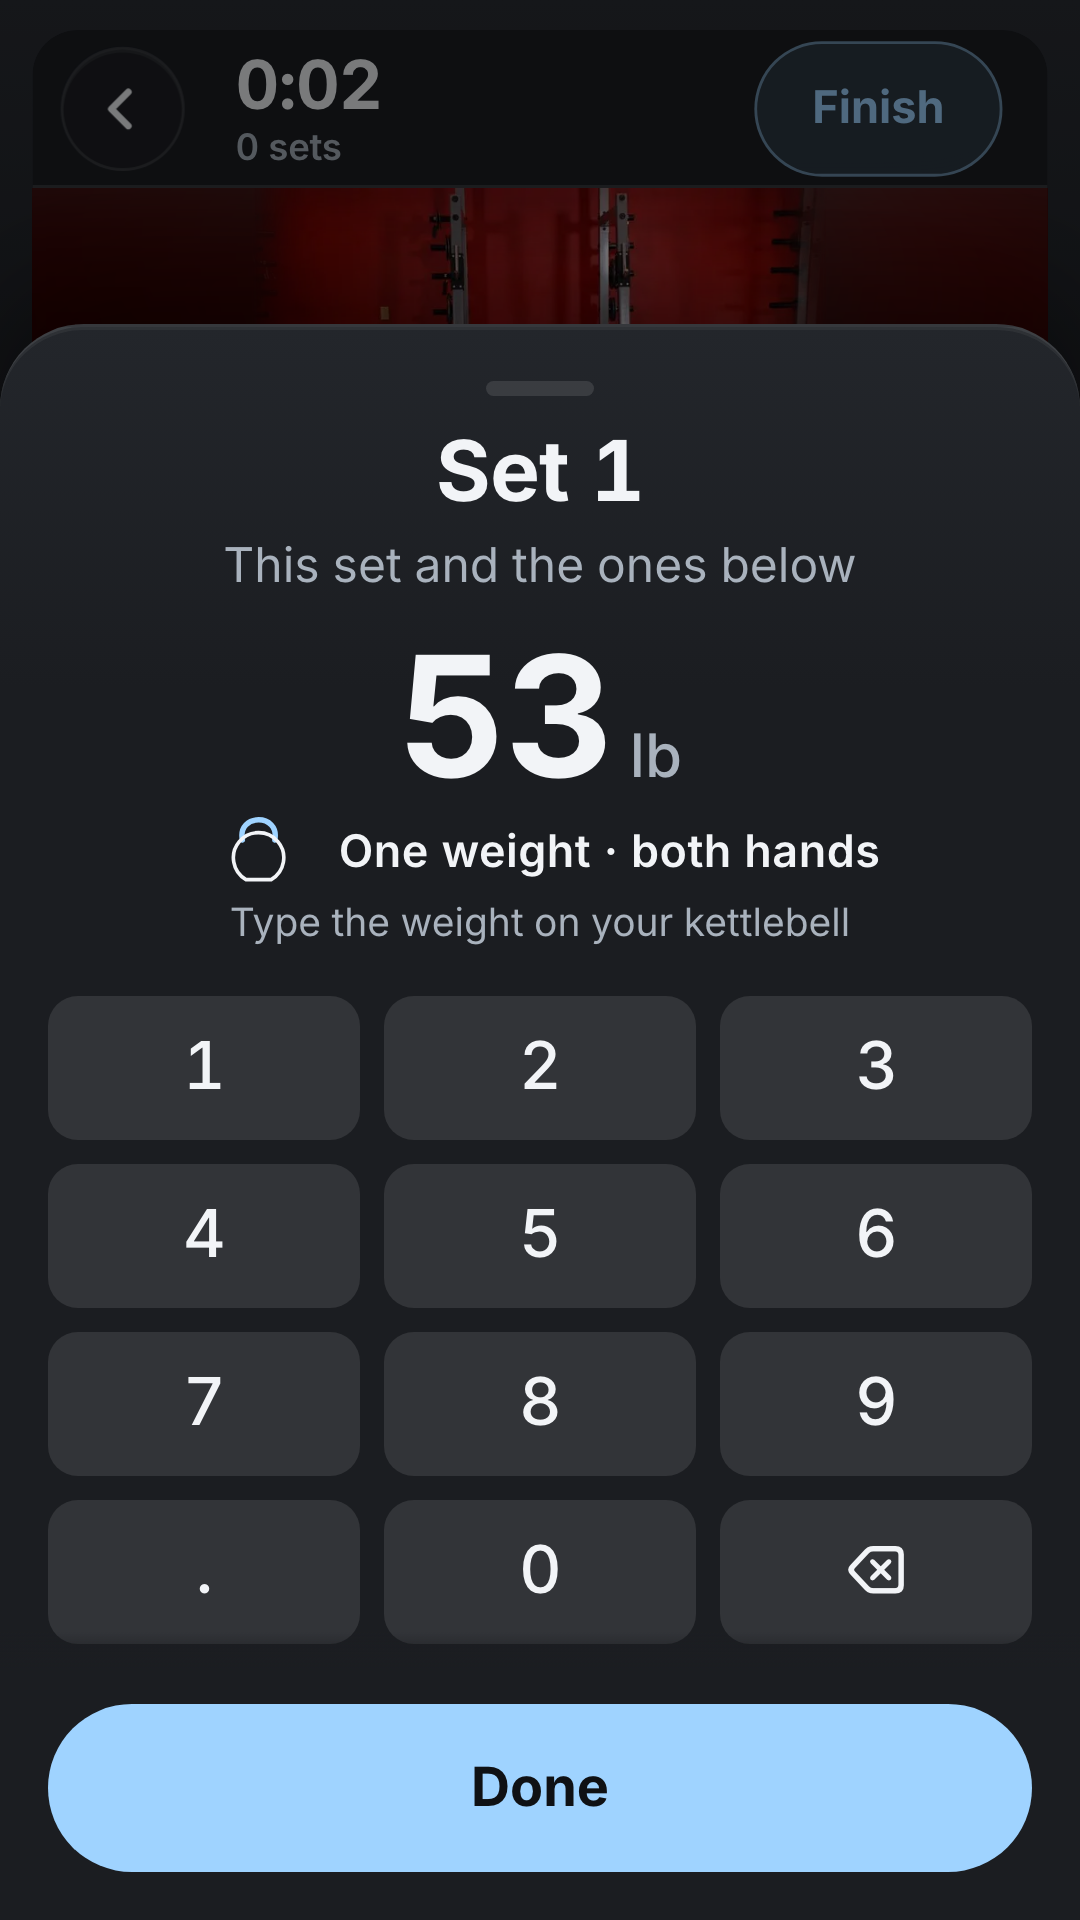 0:02
0 sets
Finish
Set 1
This set and the ones below
53 lb
One weight · both hands
Type the weight on your kettlebell
1 2 3
4 5 6
7 8 9
. 0
Done